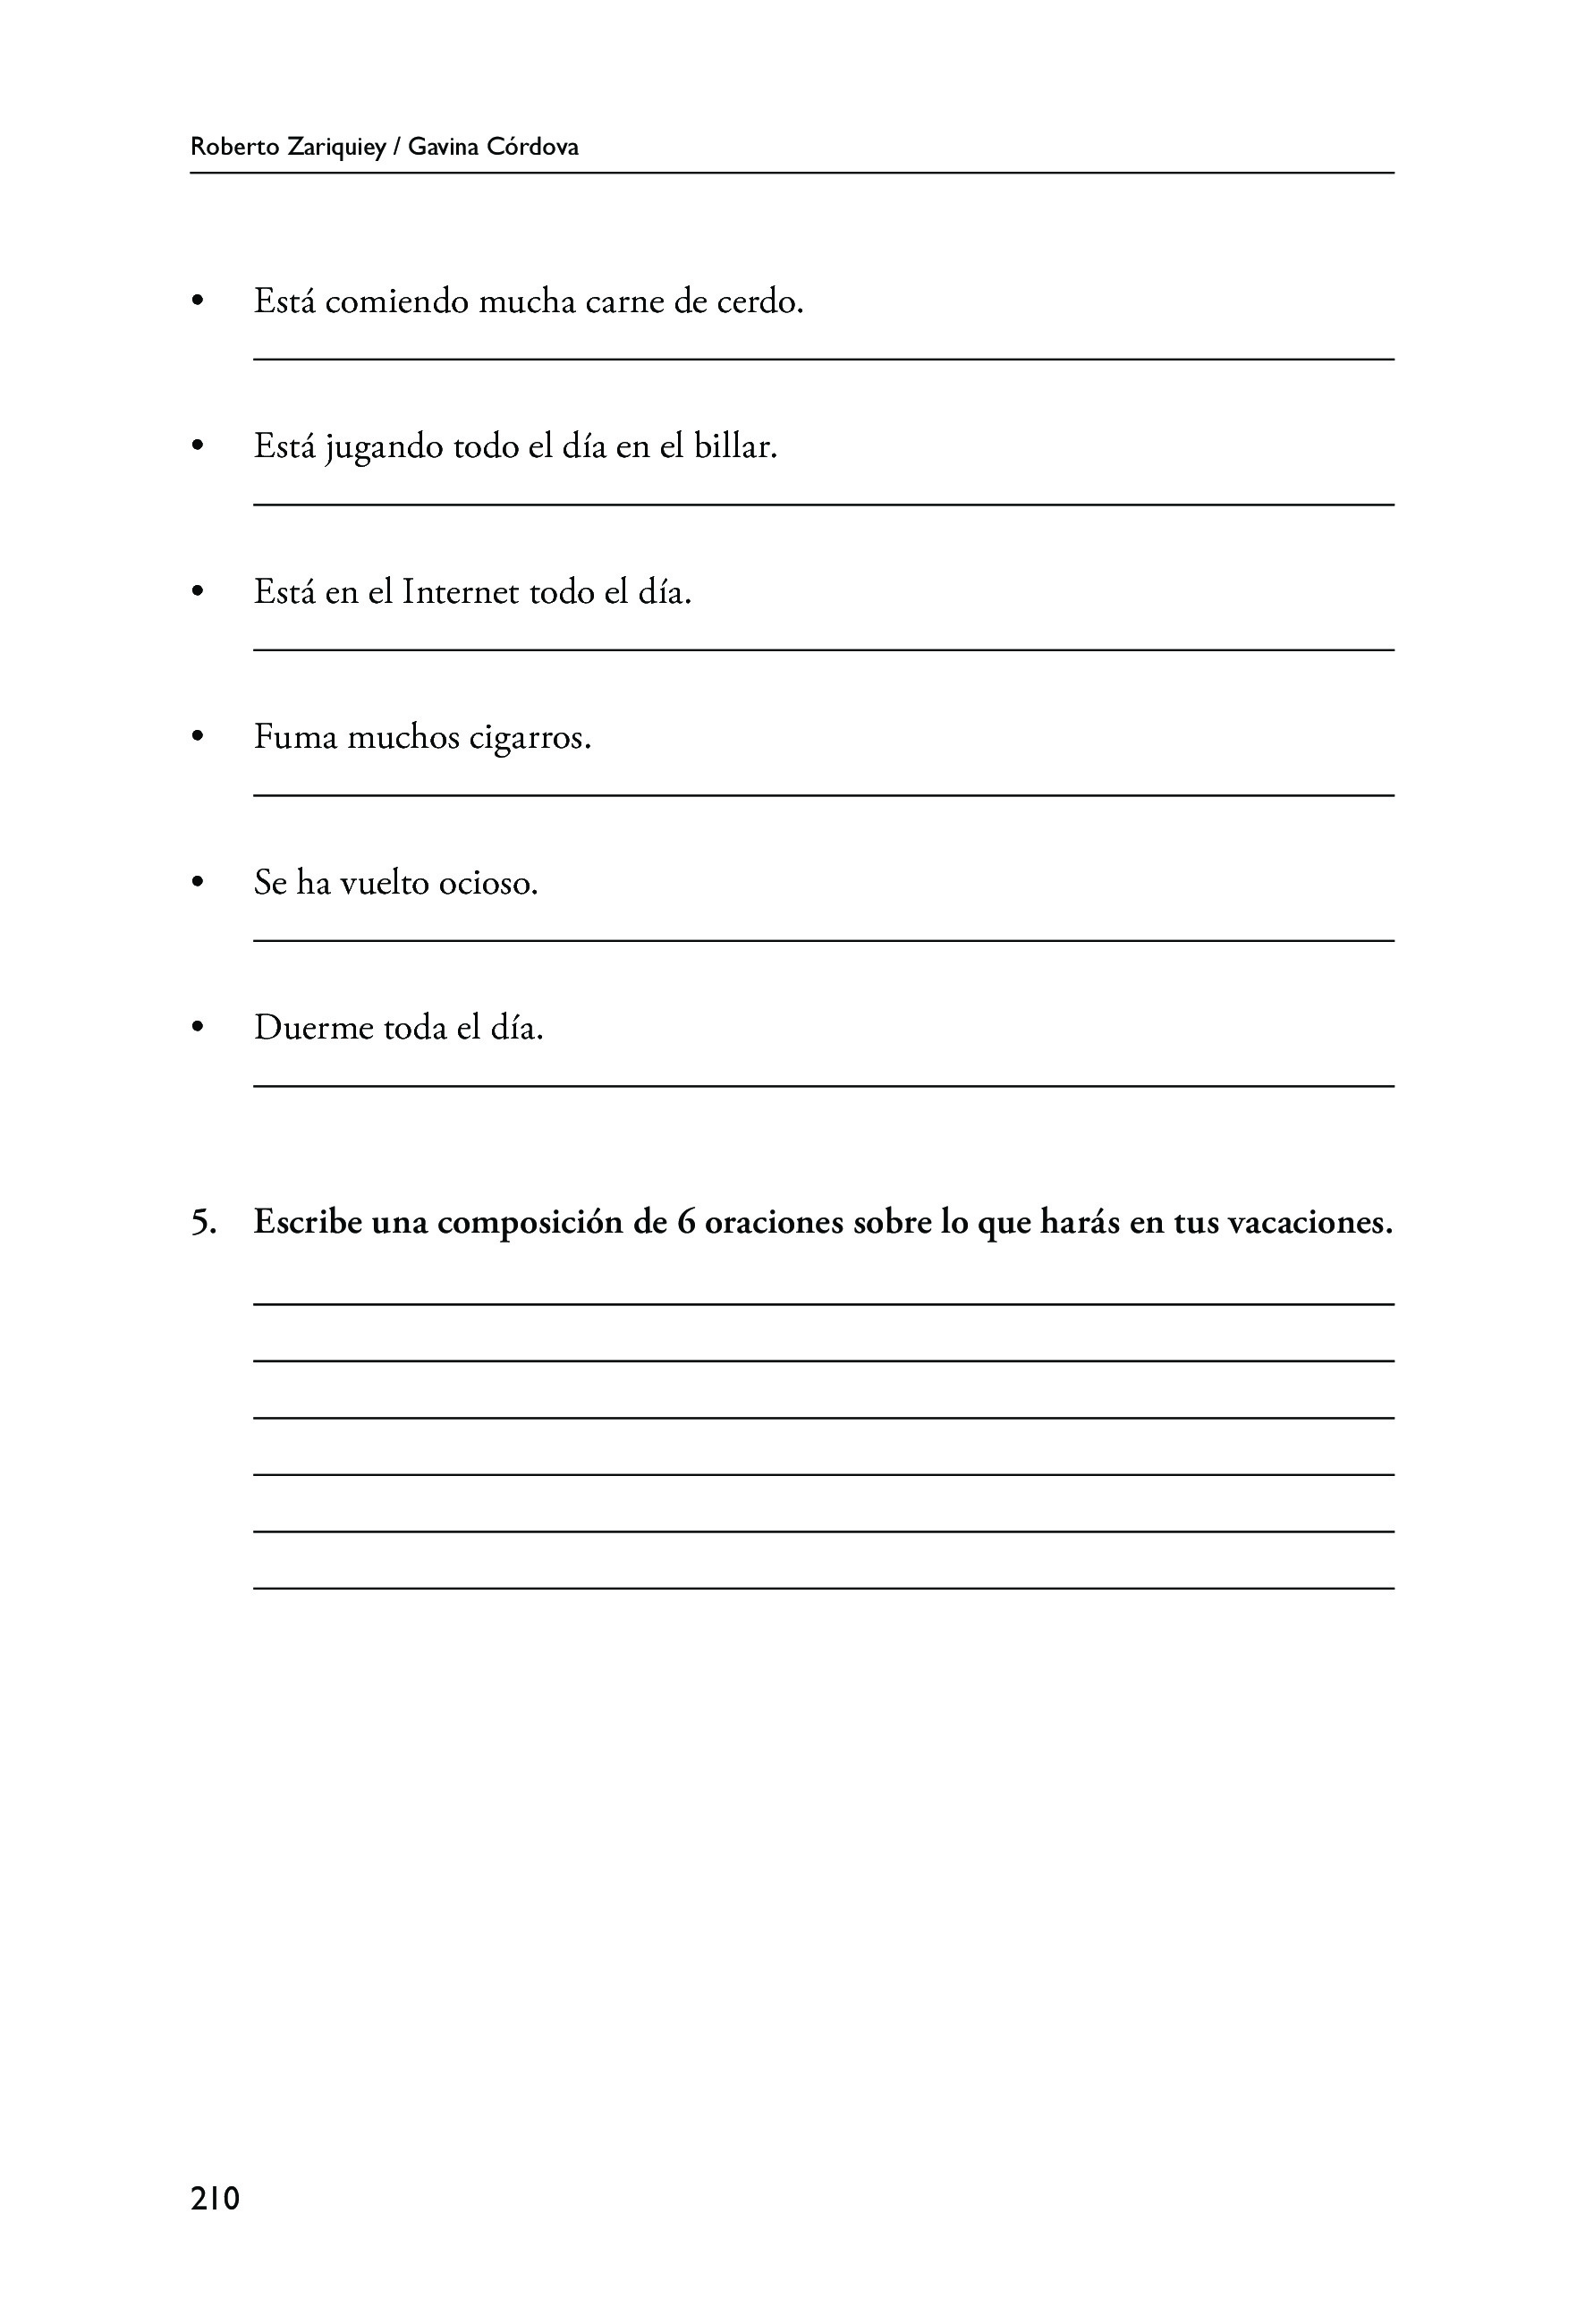 Roberto Zariquiey / Gavina Córdova
• Está comiendo mucha carne de cerdo.
• Está jugando todo el día en el billar.
• Está en el Internet todo el día.
• Fuma muchos cigarros.
• Se ha vuelto ocioso.
• Duerme toda el día.
5. Escribe una composición de 6 oraciones sobre lo que harás en tus vacaciones.
210